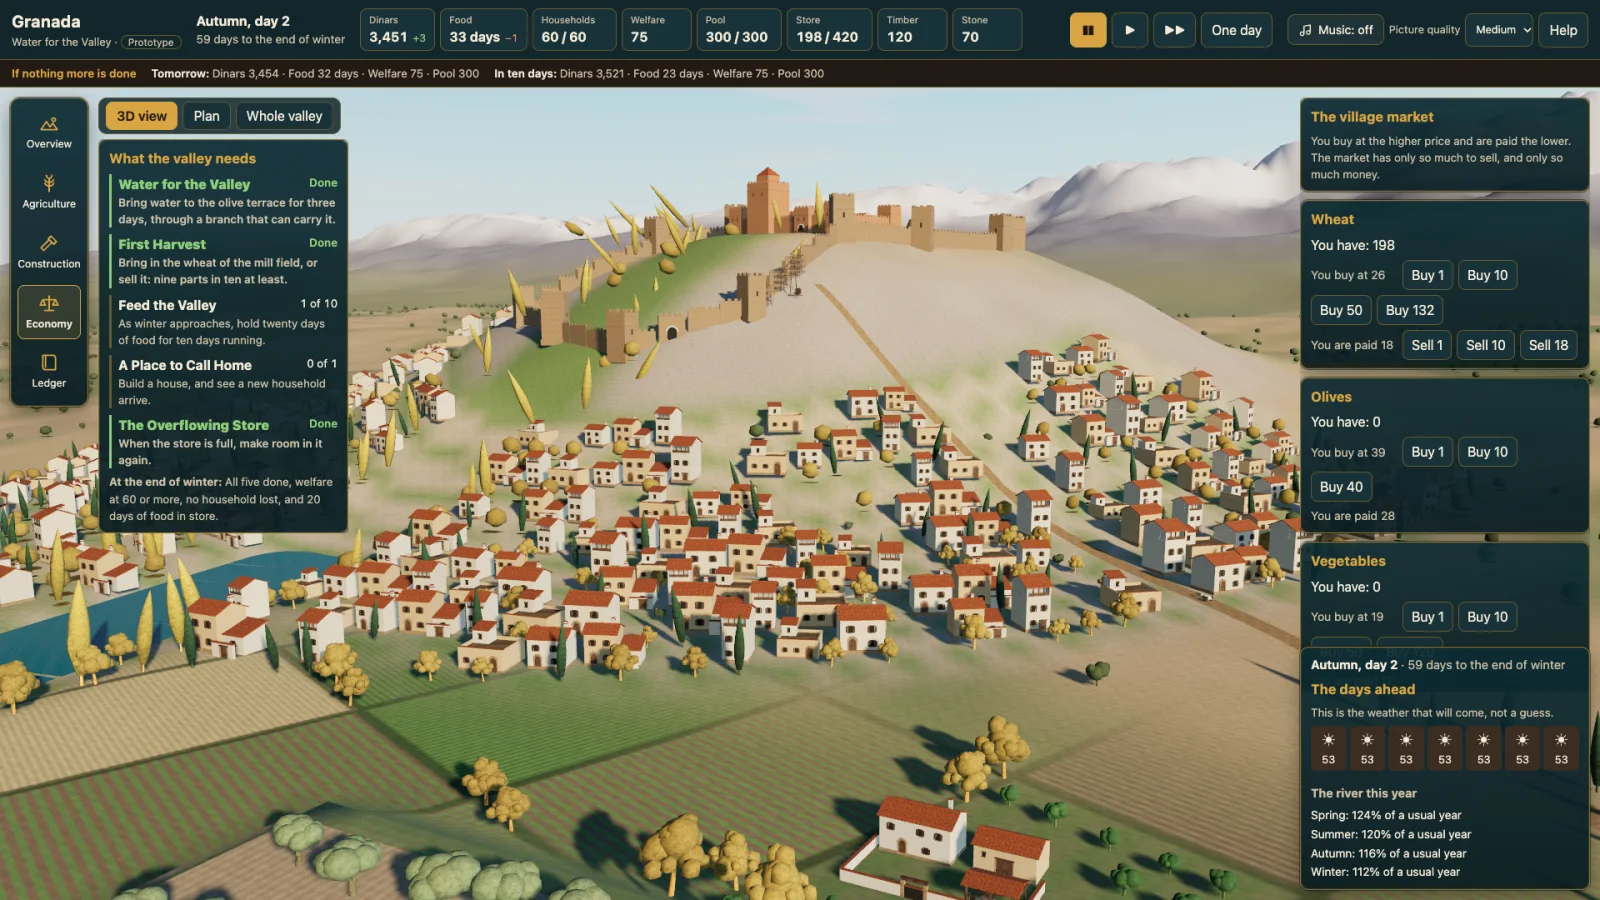 Granada
Water for the Valley · Prototype
Autumn, day 2
59 days to the end of winter
Dinars
3,451 +3
Food
33 days −1
Households
60 / 60
Welfare
75
Pool
300 / 300
Store
198 / 420
Timber
120
Stone
70
One day
Music: off
Picture quality
Medium
Help
If nothing more is done Tomorrow: Dinars 3,454 · Food 32 days · Welfare 75 · Pool 300 In ten days: Dinars 3,521 · Food 23 days · Welfare 75 · Pool 300
Overview
Agriculture
Construction
Economy
Ledger
3D view Plan Whole valley
What the valley needs
Water for the Valley Done
Bring water to the olive terrace for three
days, through a branch that can carry it.
First Harvest Done
Bring in the wheat of the mill field, or
sell it: nine parts in ten at least.
Feed the Valley 1 of 10
As winter approaches, hold twenty days
of food for ten days running.
A Place to Call Home 0 of 1
Build a house, and see a new household
arrive.
The Overflowing Store Done
When the store is full, make room in it
again.
At the end of winter: All five done, welfare
at 60 or more, no household lost, and 20
days of food in store.
The village market
You buy at the higher price and are paid the lower.
The market has only so much to sell, and only so
much money.
Wheat
You have: 198
You buy at 26 Buy 1 Buy 10
Buy 50 Buy 132
You are paid 18 Sell 1 Sell 10 Sell 18
Olives
You have: 0
You buy at 39 Buy 1 Buy 10
Buy 40
You are paid 28
Vegetables
You have: 0
You buy at 19 Buy 1 Buy 10
Buy 50 Buy 120
Autumn, day 2 · 59 days to the end of winter
The days ahead
This is the weather that will come, not a guess.
53 53 53 53 53 53 53
The river this year
Spring: 124% of a usual year
Summer: 120% of a usual year
Autumn: 116% of a usual year
Winter: 112% of a usual year